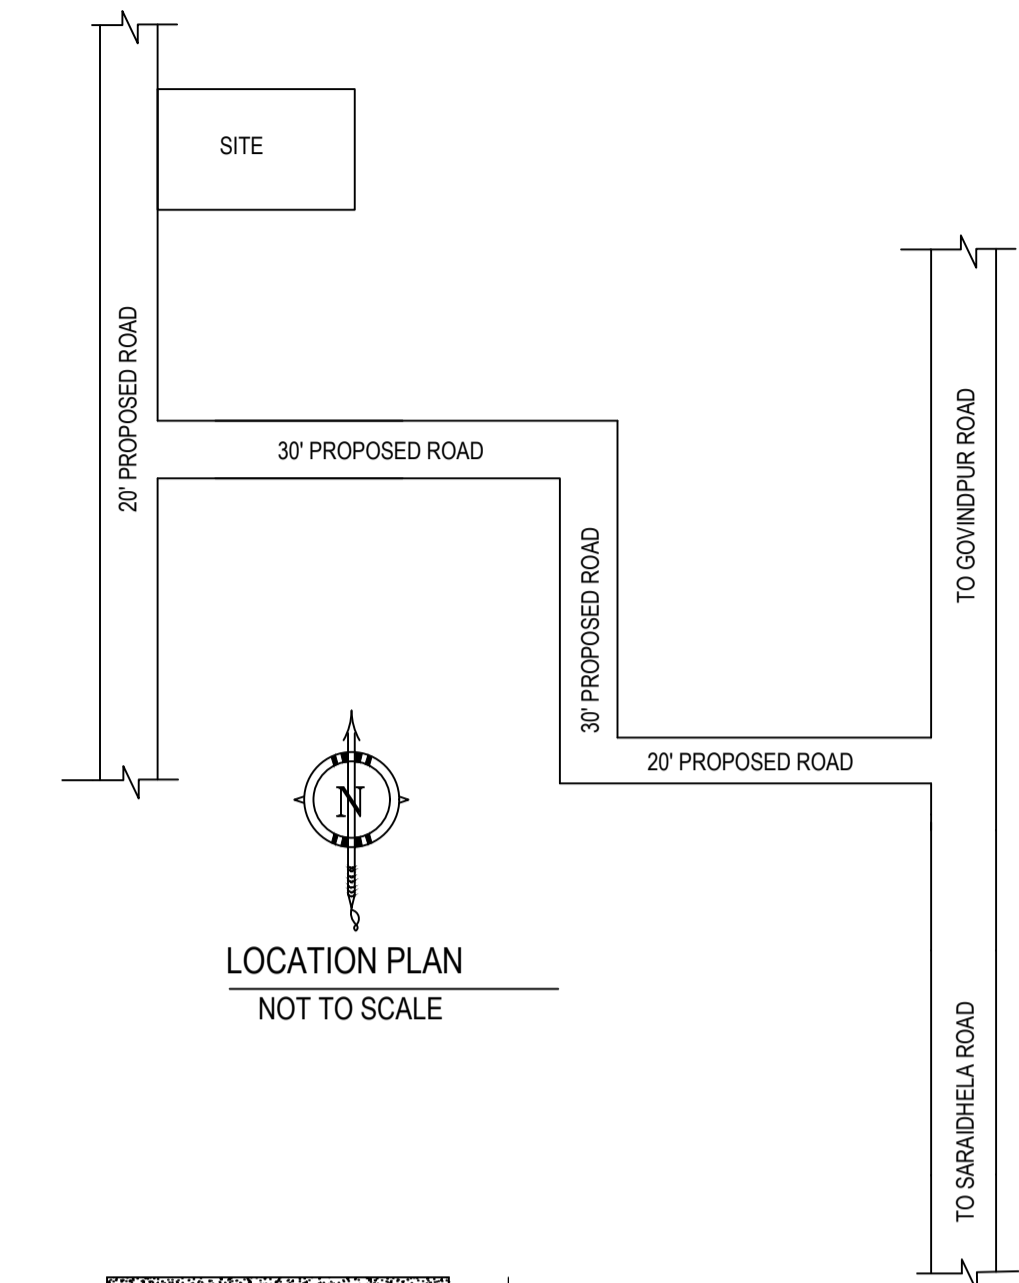 SITE
20' PROPOSED ROAD
30' PROPOSED ROAD
TO GOVINDPUR ROAD
30' PROPOSED ROAD
20' PROPOSED ROAD
N
LOCATION PLAN
NOT TO SCALE
TO SARAIDHELA ROAD